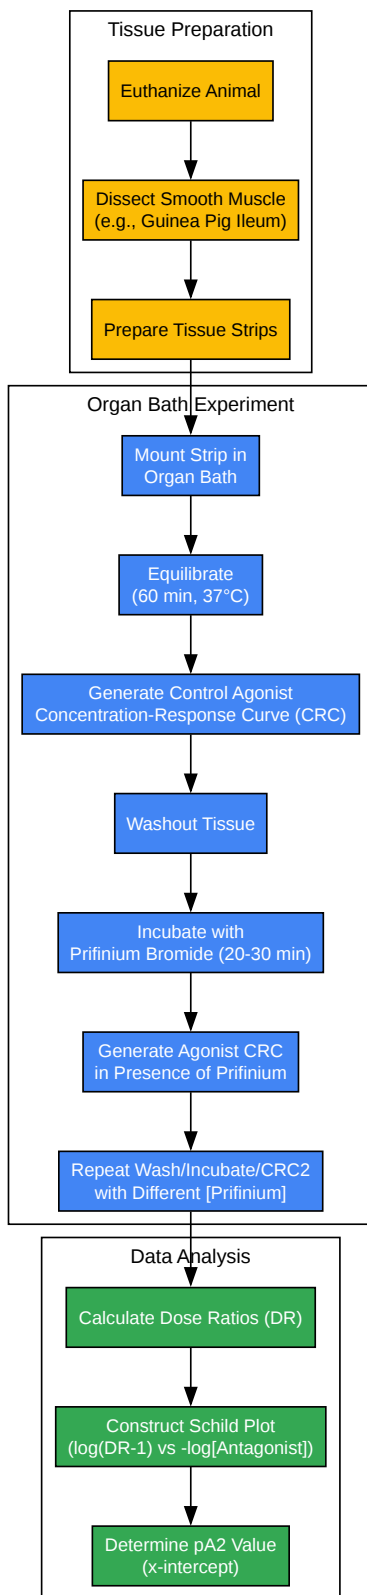 Tissue Preparation
Euthanize Animal
Dissect Smooth Muscle
(e.g., Guinea Pig Ileum)
Prepare Tissue Strips
Organ Bath Experiment
Mount Strip in
Organ Bath
Equilibrate
(60 min, 37°C)
Generate Control Agonist
Concentration-Response Curve (CRC)
Washout Tissue
Incubate with
Prifinium Bromide (20-30 min)
Generate Agonist CRC
in Presence of Prifinium
Repeat Wash/Incubate/CRC2
with Different [Prifinium]
Data Analysis
Calculate Dose Ratios (DR)
Construct Schild Plot
(log(DR-1) vs -log[Antagonist])
Determine pA2 Value
(x-intercept)